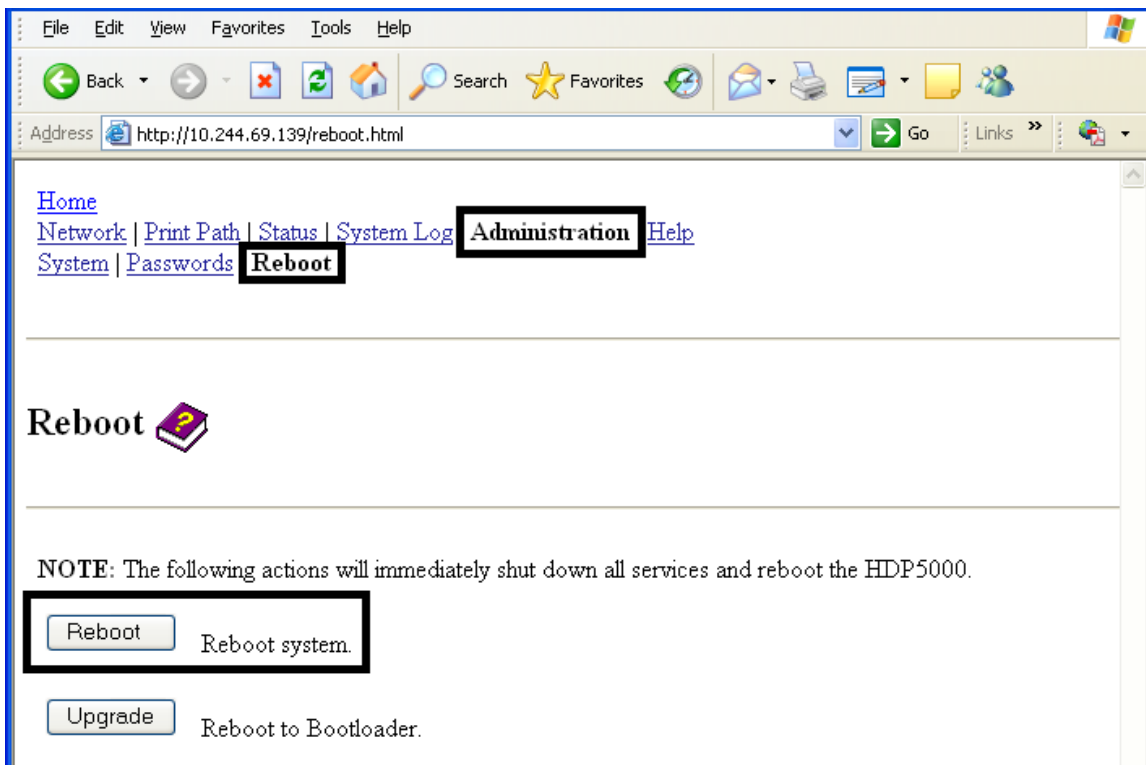 File Edit View Favorites Tools Help
Back Search Favorites
Address http://10.244.69.139/reboot.html Go Links »
Home
Network | Print Path | Status | System Log Administration Help
System | Passwords Reboot
Reboot ?
NOTE: The following actions will immediately shut down all services and reboot the HDP5000.
Reboot Reboot system.
Upgrade Reboot to Bootloader.